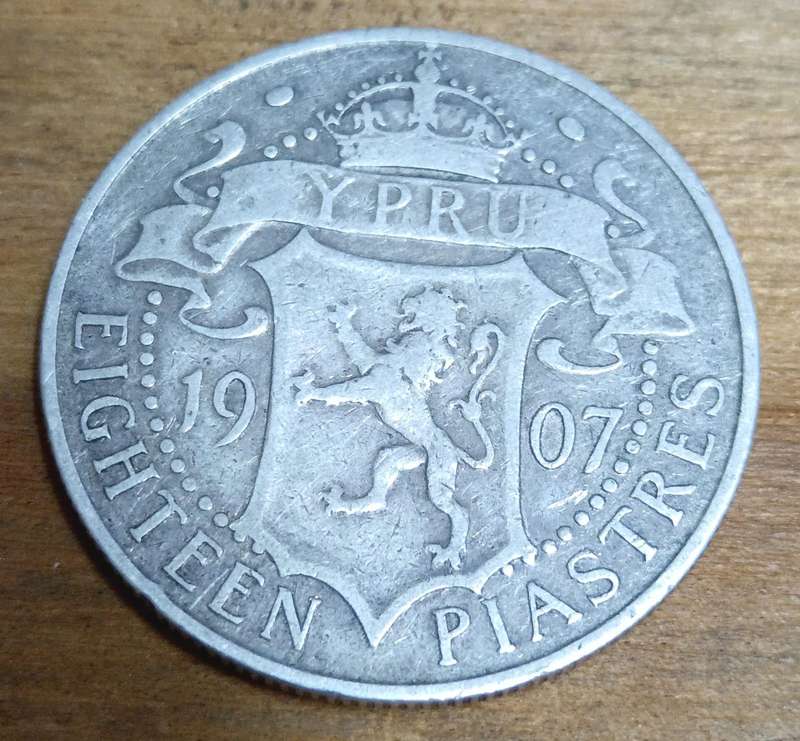 YPRU
19 07
EIGHTEEN PIASTRES